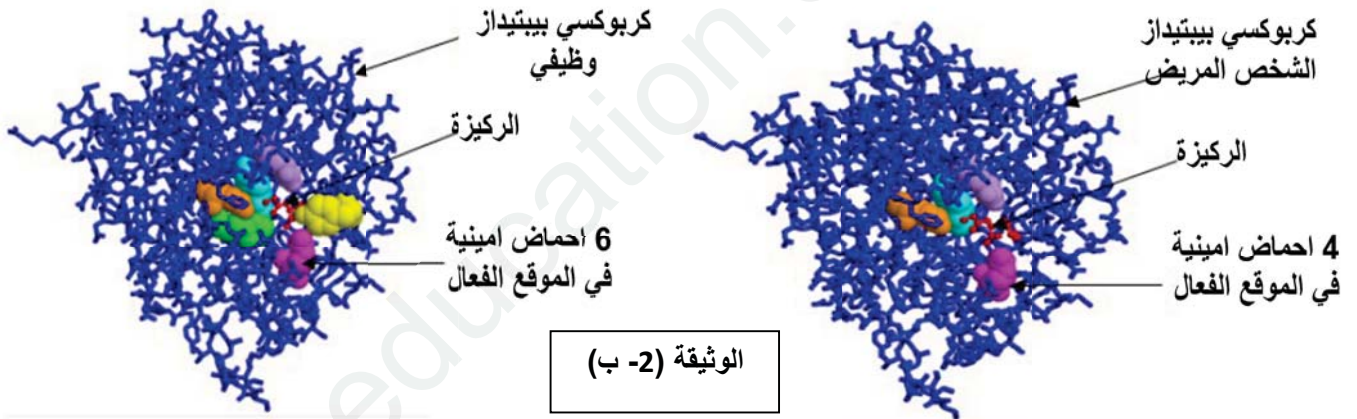 كربوكسي بيبتيداز
الشخص المريض
الركيزة
4 احماض امينية
في الموقع الفعال
كربوكسي بيبتيداز
وظيفي
الركيزة
6 احماض امينية
في الموقع الفعال
الوثيقة (2- ب)
education.